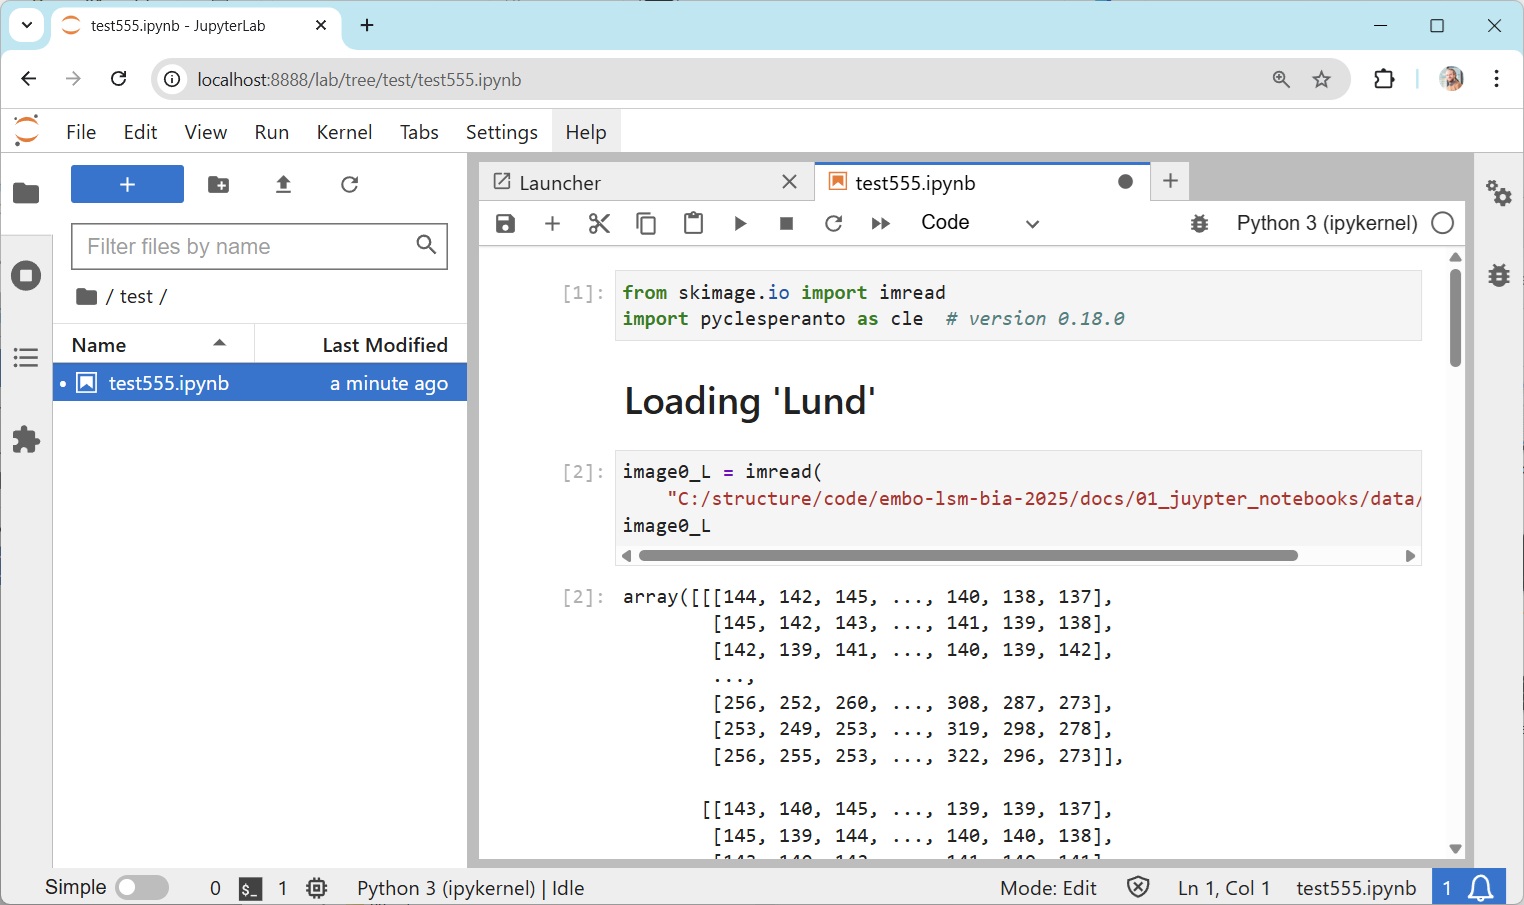 test555.ipynb - JupyterLab
localhost:8888/lab/tree/test/test555.ipynb
File Edit View Run Kernel Tabs Settings Help
Filter files by name
/ test /
Name Last Modified
test555.ipynb a minute ago
Launcher test555.ipynb
Code Python 3 (ipykernel)
[1]: from skimage.io import imread
import pyclesperanto as cle  # version 0.18.0
Loading 'Lund'
[2]: image0_L = imread(
"C:/structure/code/embo-lsm-bia-2025/docs/01_juypter_notebooks/data/
image0_L
[2]: array([[[144, 142, 145, ..., 140, 138, 137],
[145, 142, 143, ..., 141, 139, 138],
[142, 139, 141, ..., 140, 139, 142],
...,
[256, 252, 260, ..., 308, 287, 273],
[253, 249, 253, ..., 319, 298, 278],
[256, 255, 253, ..., 322, 296, 273]],
[[143, 140, 145, ..., 139, 139, 137],
[145, 139, 144, ..., 140, 140, 138],
Simple 0 $_ 1 Python 3 (ipykernel) | Idle Mode: Edit Ln 1, Col 1 test555.ipynb 1